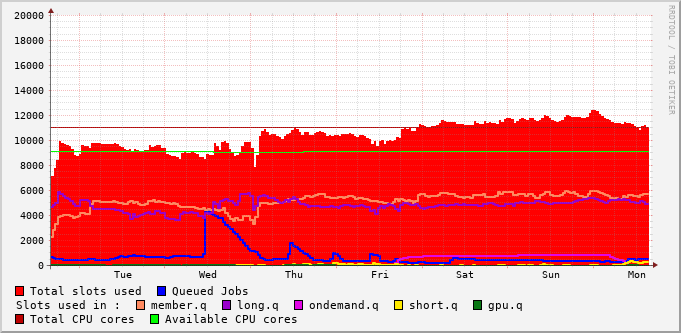 RRDTOOL / TOBI OETIKER
20000
18000
16000
14000
12000
10000
8000
6000
4000
2000
0
Tue Wed Thu Fri Sat Sun Mon
Total slots used Queued Jobs
Slots used in : member.q long.q ondemand.q short.q gpu.q
Total CPU cores Available CPU cores